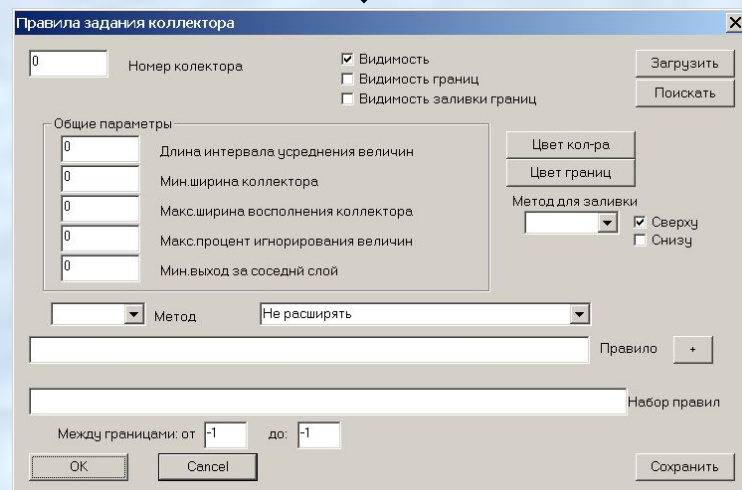 Правила задания коллектора
0 Номер колектора
Видимость
Видимость границ
Видимость заливки границ
Загрузить
Поискать
Общие параметры
0 Длина интервала усреднения величин
0 Мин.ширина коллектора
0 Макс.ширина восполнения коллектора
0 Макс.процент игнорирования величин
0 Мин.выход за соседнй слой
Цвет кол-ра
Цвет границ
Метод для заливки
Сверху
Снизу
Метод
Не расширять
Правило +
Набор правил
Между границами: от -1 до: -1
OK
Cancel
Сохранить